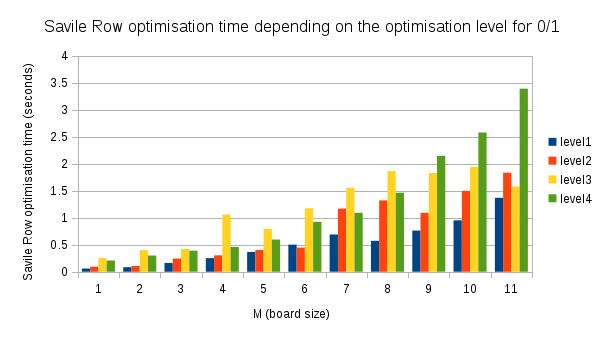 Savile Row optimisation time depending on the optimisation level for 0/1
Savile Row optimisation time (seconds)
4
3.5
3
2.5
2
1.5
1
0.5
0
1 2 3 4 5 6 7 8 9 10 11
M (board size)
level1
level2
level3
level4